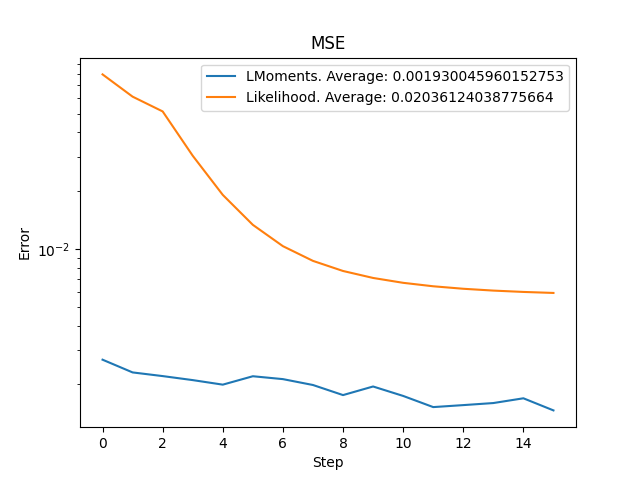 MSE
LMoments. Average: 0.001930045960152753
Likelihood. Average: 0.02036124038775664
Error
10⁻²
0 2 4 6 8 10 12 14
Step